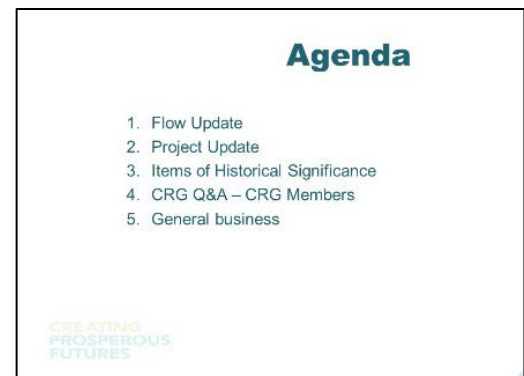 Agenda
1. Flow Update
2. Project Update
3. Items of Historical Significance
4. CRG Q&A – CRG Members
5. General business
CREATING
PROSPEROUS
FUTURES